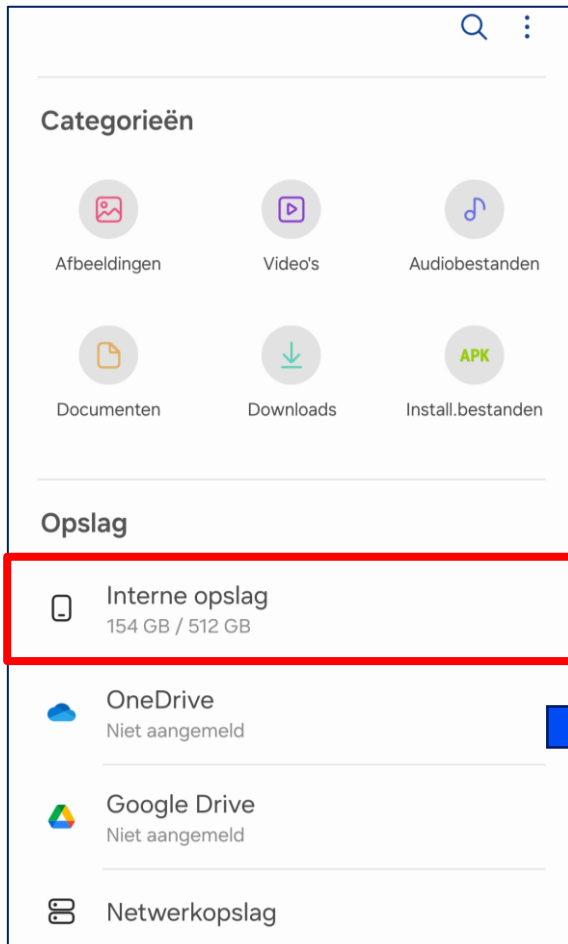 Categorieën
Afbeeldingen Video's Audiobestanden
APK
Documenten Downloads Install.bestanden
Opslag
Interne opslag
154 GB / 512 GB
OneDrive
Niet aangemeld
Google Drive
Niet aangemeld
Netwerkopslag